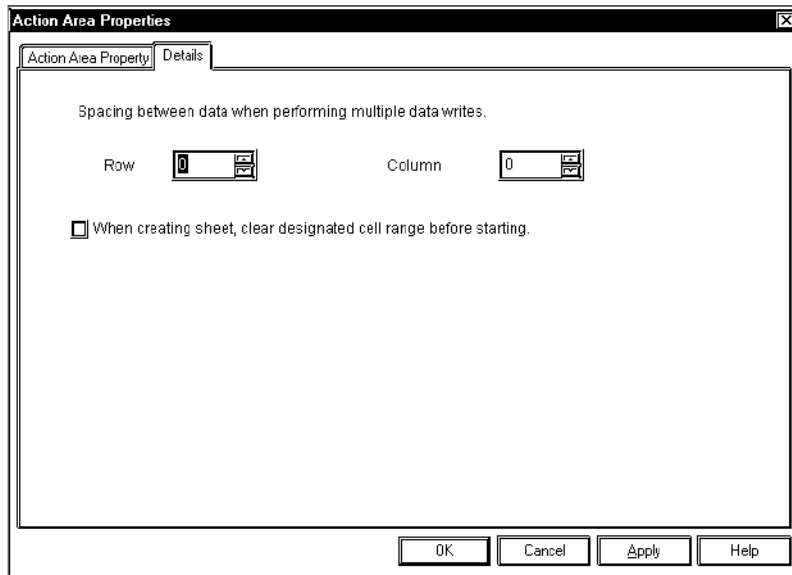 Action Area Properties
Action Area Property Details
Spacing between data when performing multiple data writes.
Row 0 Column 0
When creating sheet, clear designated cell range before starting.
OK Cancel Apply Help